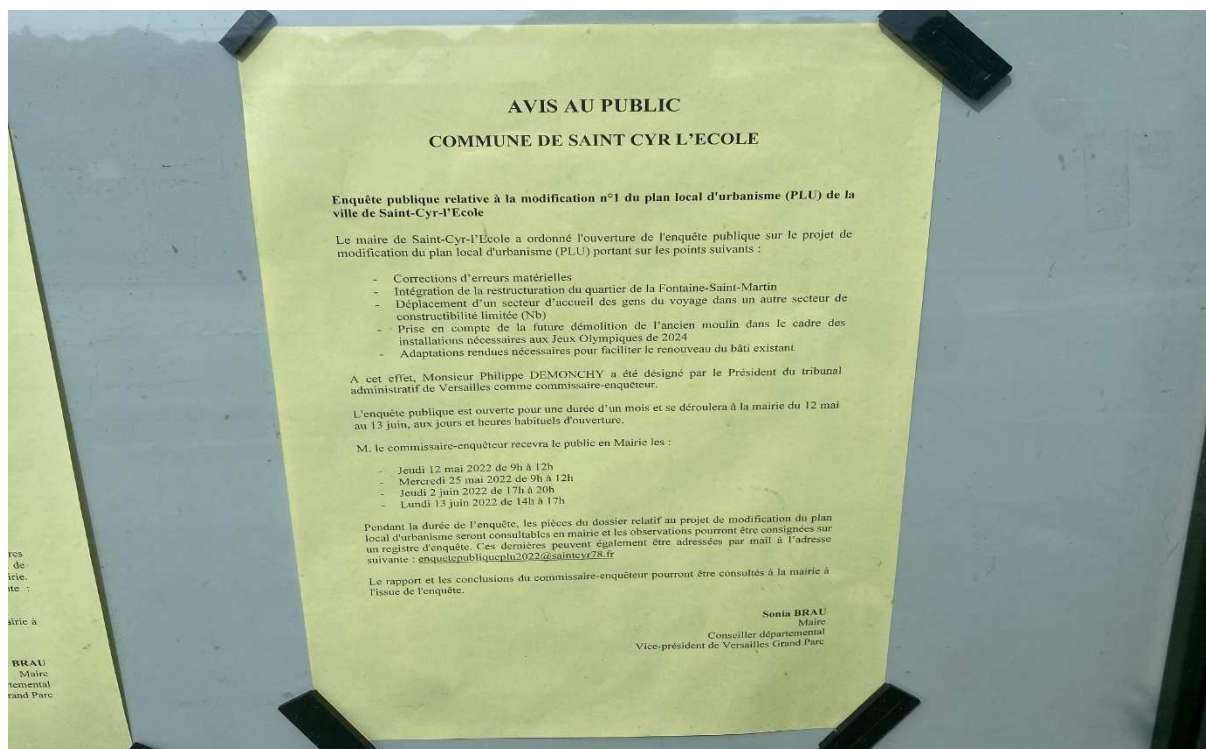 AVIS AU PUBLIC
COMMUNE DE SAINT CYR L'ECOLE
Enquête publique relative à la modification n°1 du plan local d'urbanisme (PLU) de la
ville de Saint-Cyr-l'Ecole
Le maire de Saint-Cyr-l'Ecole a ordonné l'ouverture de l'enquête publique sur le projet de
modification du plan local d'urbanisme (PLU) portant sur les points suivants :
- Corrections d'erreurs matérielles
- Intégration de la restructuration du quartier de la Fontaine-Saint-Martin
- Déplacement d'un secteur d'accueil des gens du voyage dans un autre secteur de
constructibilité limitée (Nb)
- Prise en compte de la future démolition de l'ancien moulin dans le cadre des
installations nécessaires aux Jeux Olympiques de 2024
- Adaptations rendues nécessaires pour faciliter le renouveau du bâti existant
A cet effet, Monsieur Philippe DEMONCHY a été désigné par le Président du tribunal
administratif de Versailles comme commissaire-enquêteur.
L'enquête publique est ouverte pour une durée d'un mois et se déroulera à la mairie du 12 mai
au 13 juin, aux jours et heures habituels d'ouverture.
M. le commissaire-enquêteur recevra le public en Mairie les :
- Jeudi 12 mai 2022 de 9h à 12h
- Mercredi 25 mai 2022 de 9h à 12h
- Jeudi 2 juin 2022 de 17h à 20h
- Lundi 13 juin 2022 de 14h à 17h
Pendant la durée de l'enquête, les pièces du dossier relatif au projet de modification du plan
local d'urbanisme seront consultables en mairie et les observations pourront être consignées sur
un registre d'enquête. Ces dernières peuvent également être adressées par mail à l'adresse
suivante : enquetepubliqueplu2022@saintcyr78.fr
Le rapport et les conclusions du commissaire-enquêteur pourront être consultés à la mairie à
l'issue de l'enquête.
Sonia BRAU
Maire
Conseiller départemental
Vice-président de Versailles Grand Parc
res
de
irie.
te :
airie à
BRAU
Maire
temental
rand Parc